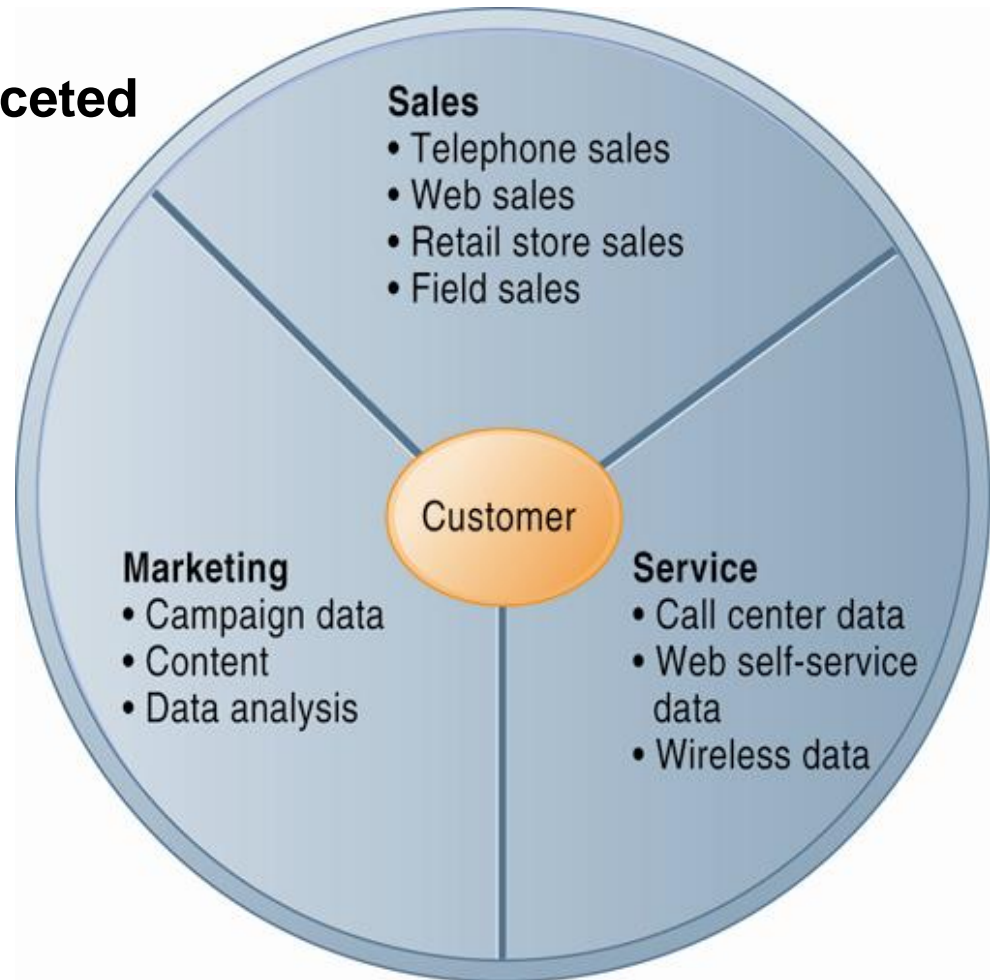 ceted
Sales
• Telephone sales
• Web sales
• Retail store sales
• Field sales
Customer
Marketing
• Campaign data
• Content
• Data analysis
Service
• Call center data
• Web self-service
data
• Wireless data